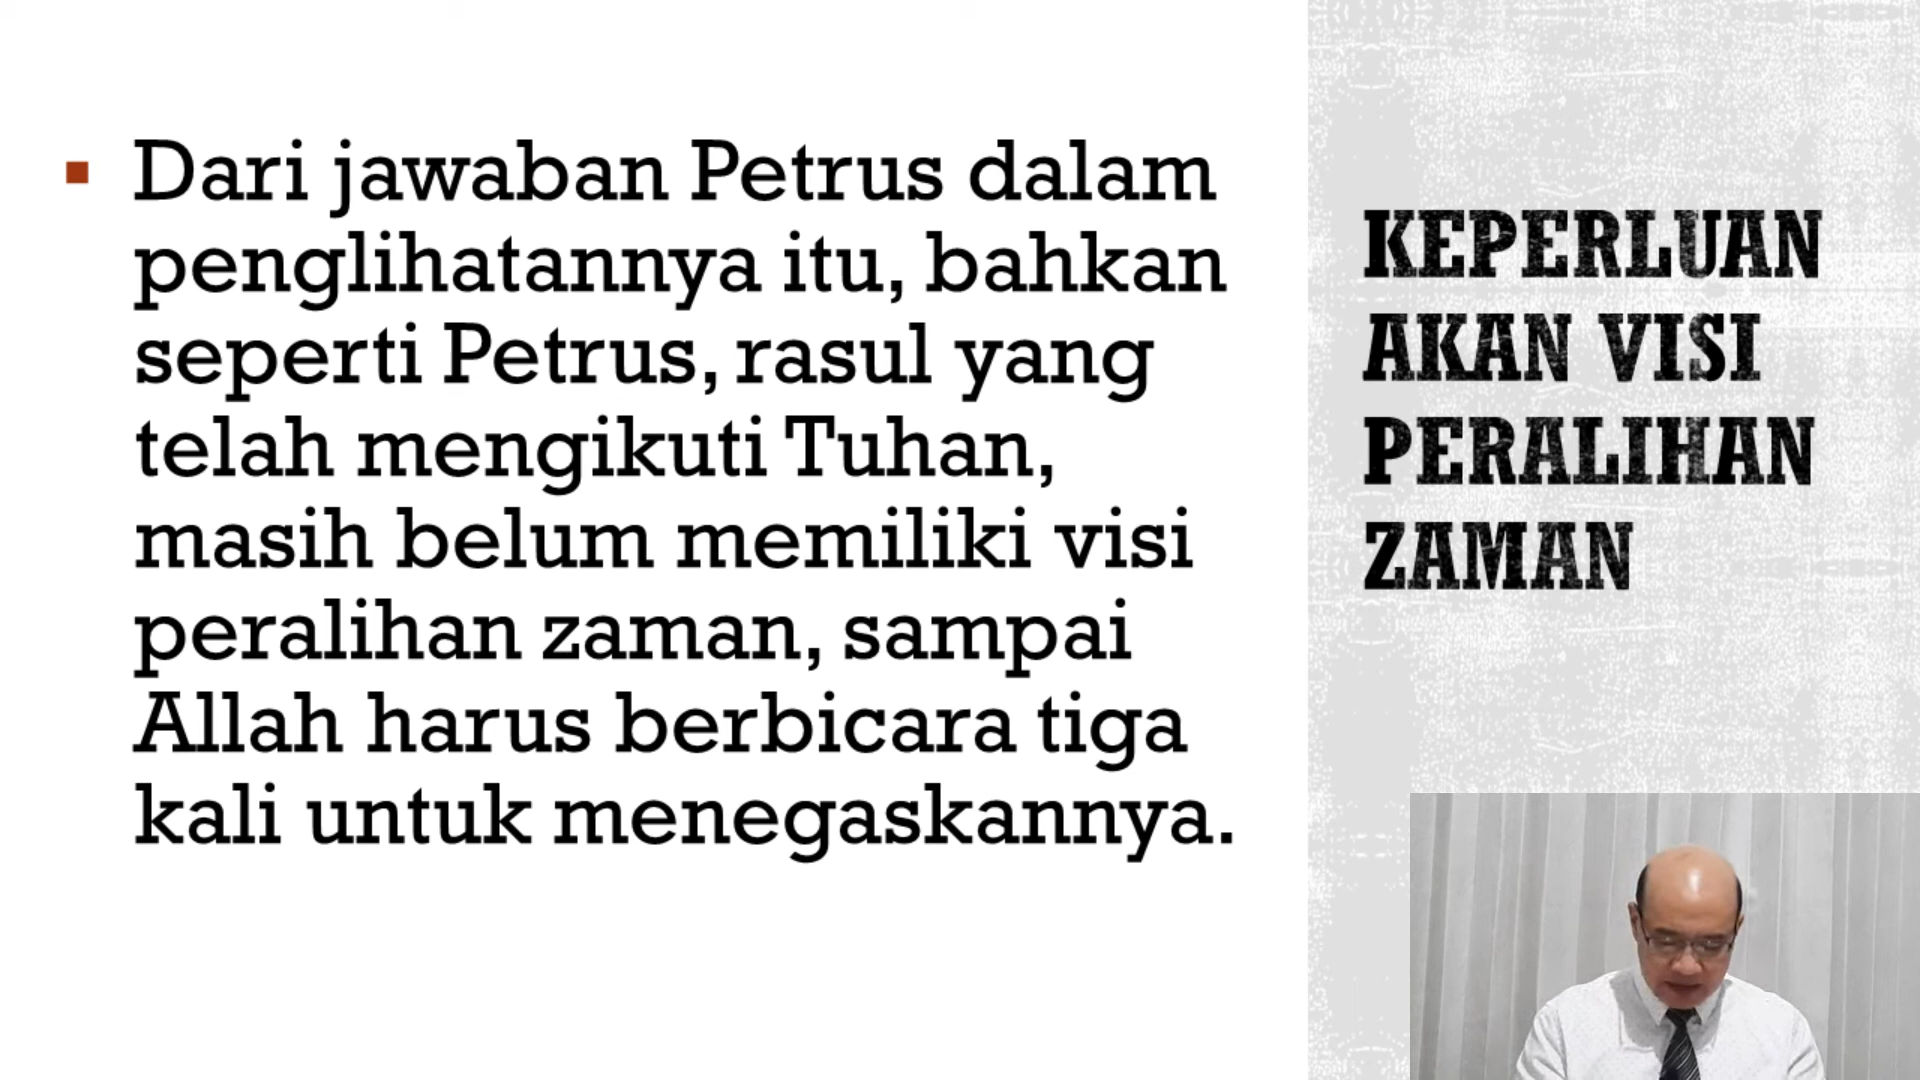 Dari jawaban Petrus dalam
penglihatannya itu, bahkan
seperti Petrus, rasul yang
telah mengikuti Tuhan,
masih belum memiliki visi
peralihan zaman, sampai
Allah harus berbicara tiga
kali untuk menegaskannya.
KEPERLUAN
AKAN VISI
PERALIHAN
ZAMAN